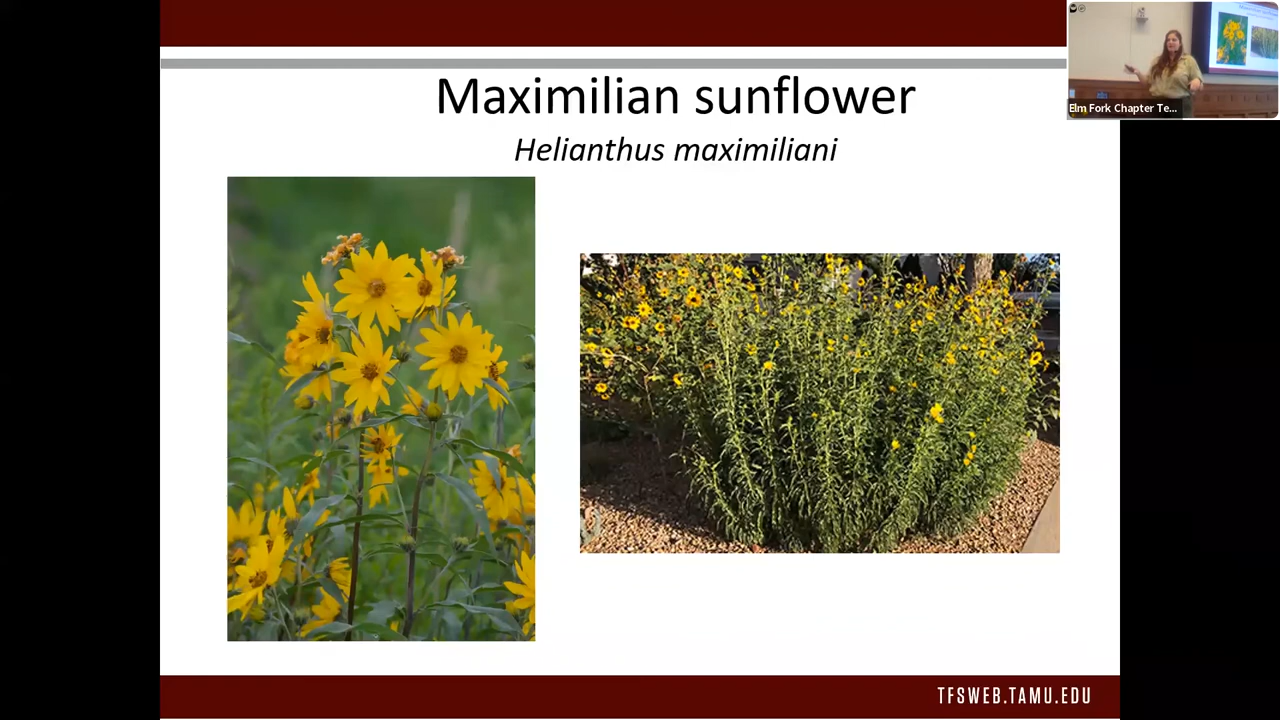 Maximilian sunflower
Helianthus maximiliani
Elm Fork Chapter Te...
TFSWEB.TAMU.EDU